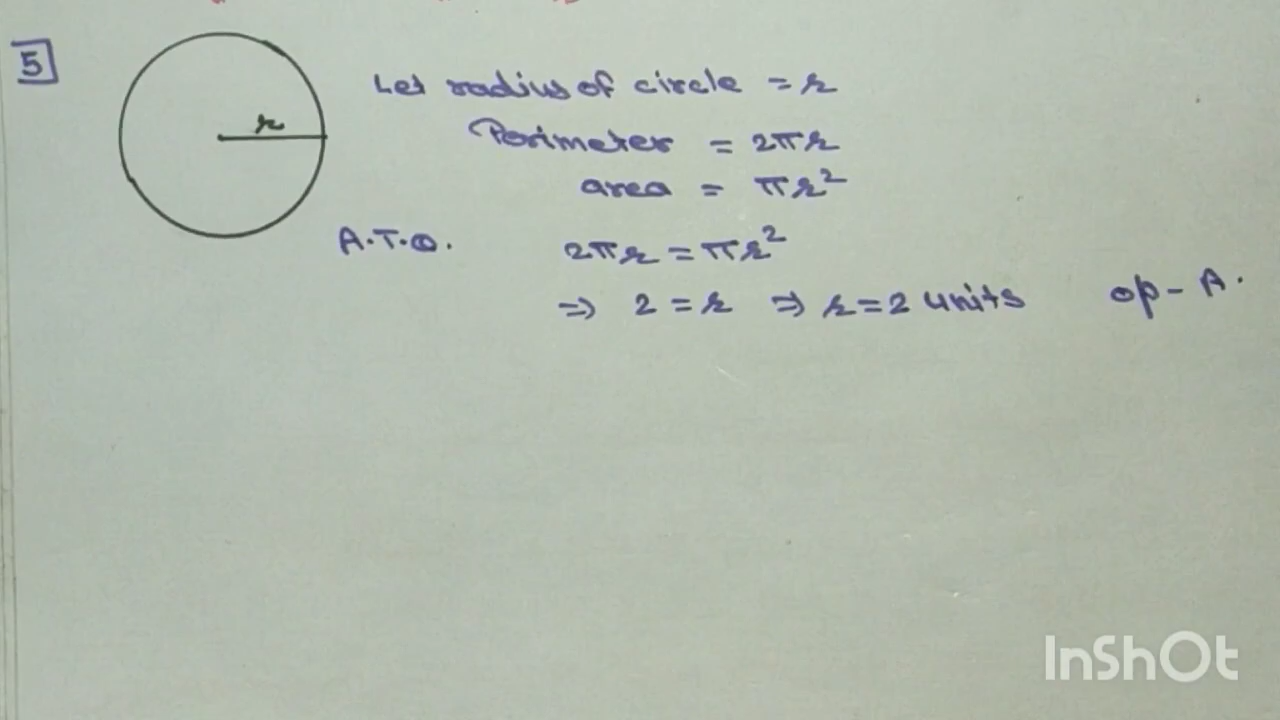 5
r
Let radius of circle = r
Perimeter = 2πr
area = πr²
A.T.Q. 2πr = πr²
⇒ 2 = r ⇒ r = 2 units op - A.
InShOt